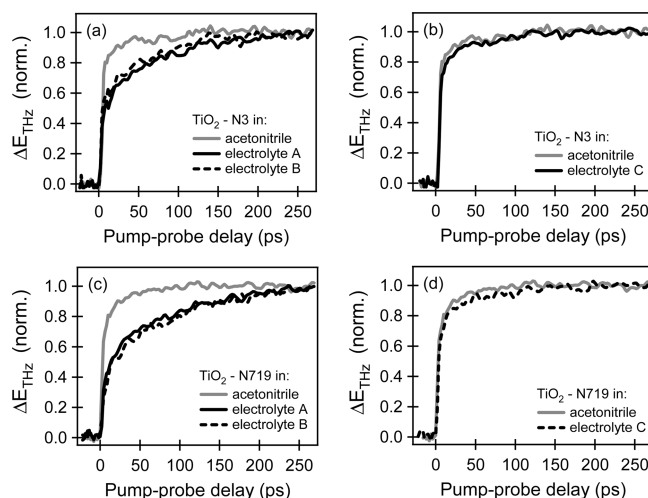 (a)
ΔE_THz (norm.)
1.0
0.8
0.6
0.4
0.2
0.0
TiO₂ - N3 in:
acetonitrile
electrolyte A
electrolyte B
0 50 100 150 200 250
Pump-probe delay (ps)
(b)
ΔE_THz (norm.)
1.0
0.8
0.6
0.4
0.2
0.0
TiO₂ - N3 in:
acetonitrile
electrolyte C
0 50 100 150 200 250
Pump-probe delay (ps)
(c)
ΔE_THz (norm.)
1.0
0.8
0.6
0.4
0.2
0.0
TiO₂ - N719 in:
acetonitrile
electrolyte A
electrolyte B
0 50 100 150 200 250
Pump-probe delay (ps)
(d)
ΔE_THz (norm.)
1.0
0.8
0.6
0.4
0.2
0.0
TiO₂ - N719 in:
acetonitrile
electrolyte C
0 50 100 150 200 250
Pump-probe delay (ps)